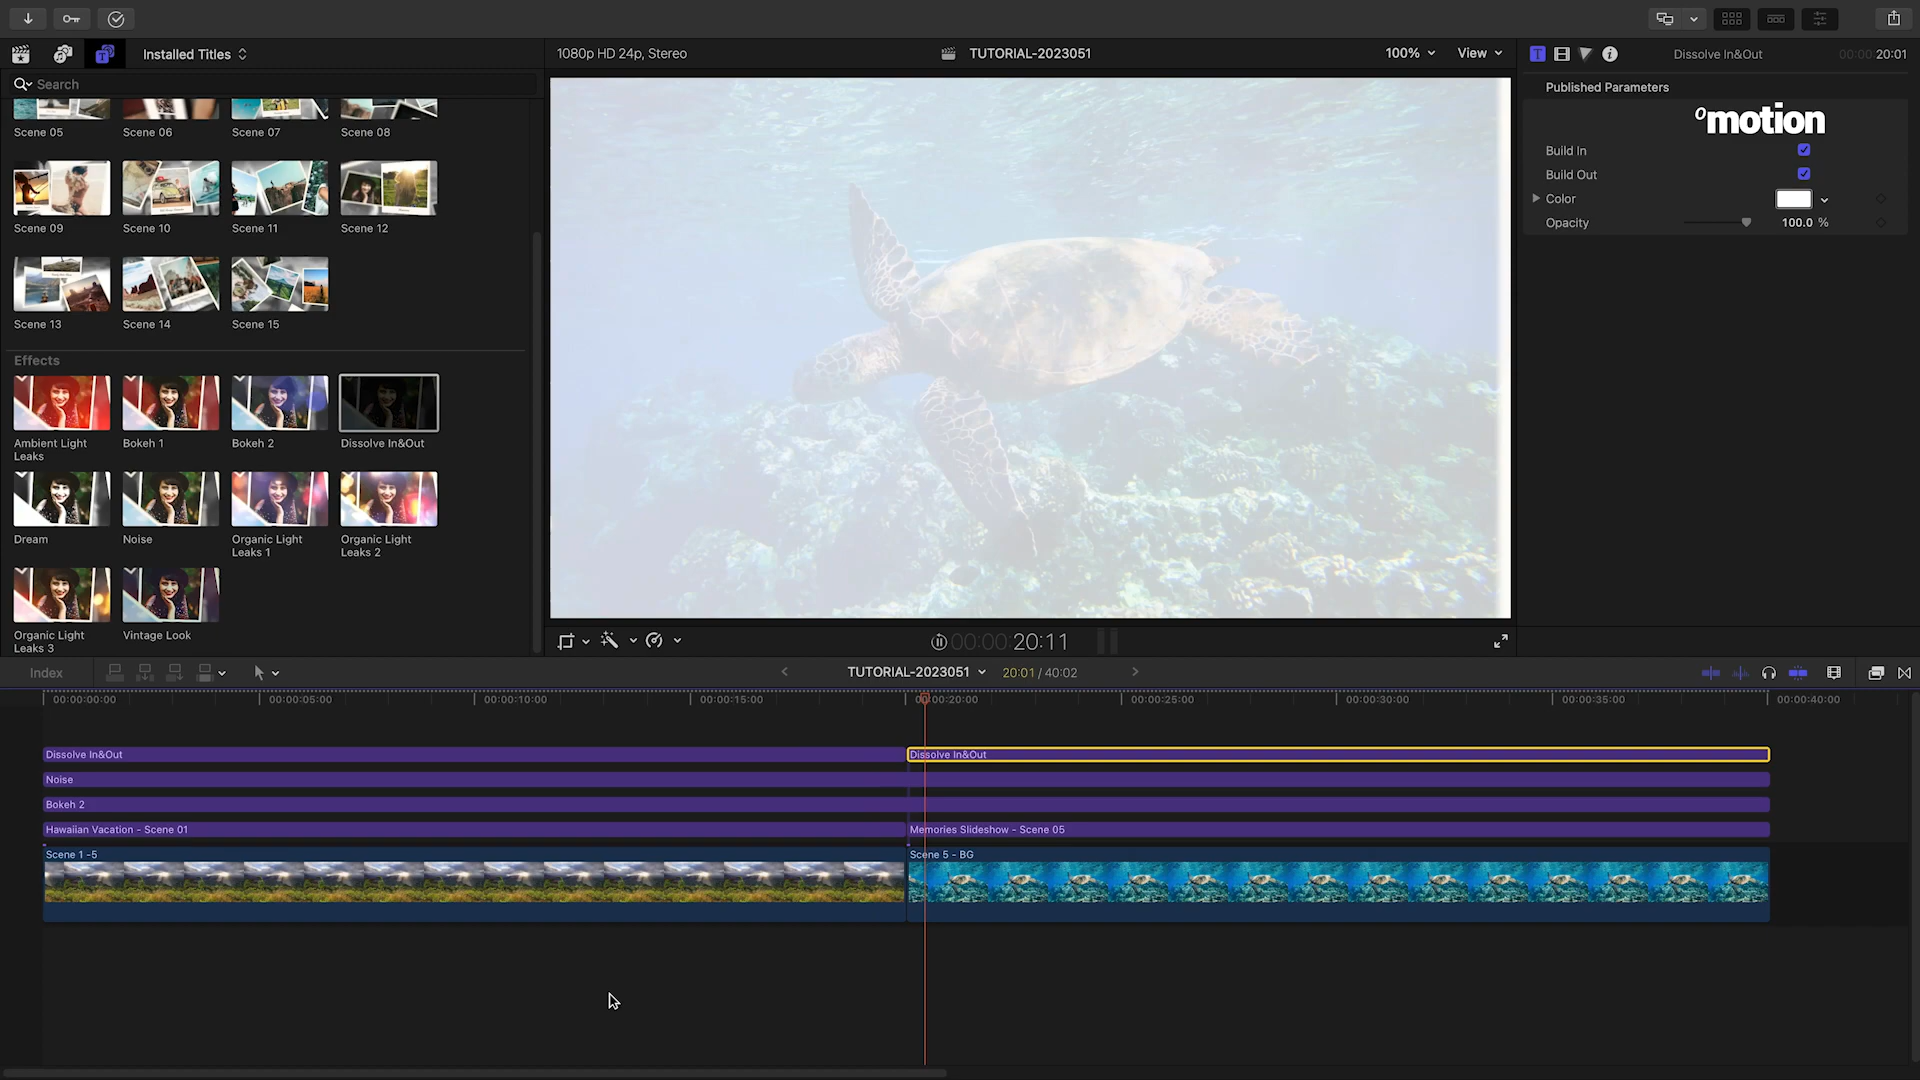 Installed Titles
1080p HD 24p, Stereo
TUTORIAL-2023051
100%
View
Dissolve In&Out
00:00:20:01
Search
Published Parameters
motion
Build In
Build Out
Color
Opacity
100.0 %
Scene 05
Scene 06
Scene 07
Scene 08
Scene 09
Scene 10
Scene 11
Scene 12
Scene 13
Scene 14
Scene 15
Effects
Ambient Light
Leaks
Bokeh 1
Bokeh 2
Dissolve In&Out
Dream
Noise
Organic Light
Leaks 1
Organic Light
Leaks 2
Organic Light
Leaks 3
Vintage Look
00:00:20:11
Index
TUTORIAL-2023051
20:01 / 40:02
00:00:00:00
00:00:05:00
00:00:10:00
00:00:15:00
00:00:20:00
00:00:25:00
00:00:30:00
00:00:35:00
00:00:40:00
Dissolve In&Out
Dissolve In&Out
Noise
Bokeh 2
Hawaiian Vacation - Scene 01
Memories Slideshow - Scene 05
Scene 1 -5
Scene 5 - BG